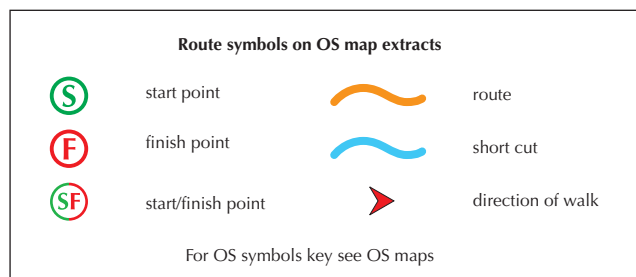 Route symbols on OS map extracts
S start point route
F finish point short cut
SF start/finish point direction of walk
For OS symbols key see OS maps